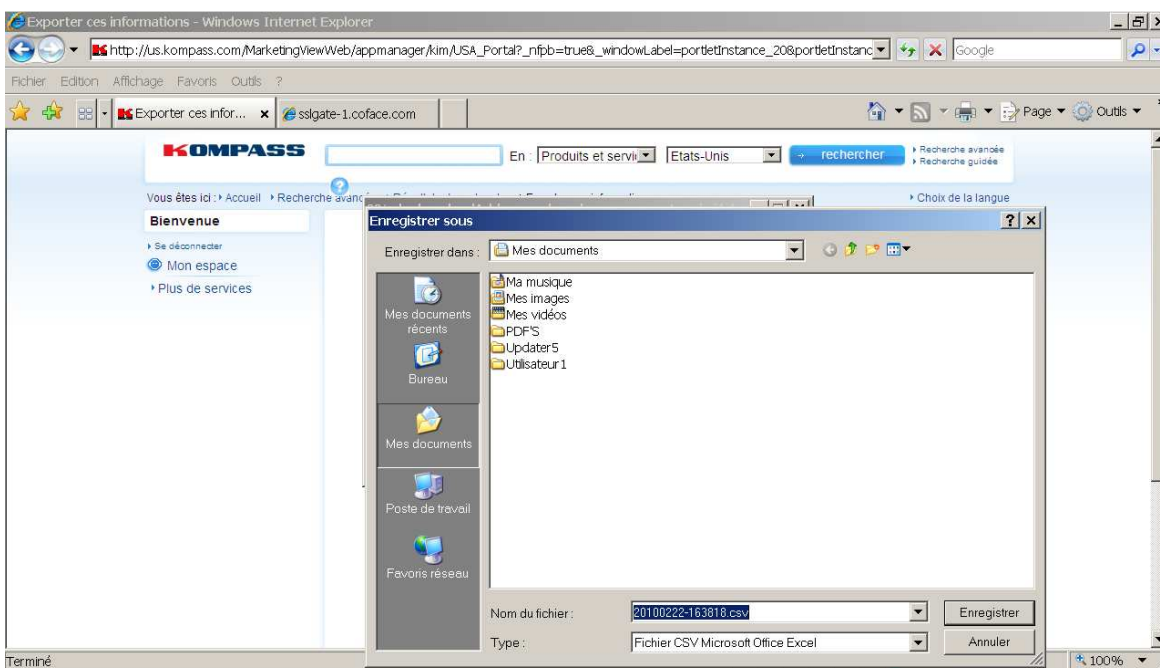 Exporter ces informations - Windows Internet Explorer
http://us.kompass.com/MarketingViewWeb/appmanager/kim/USA_Portal?_nfpb=true&_windowLabel=portletInstance_20&portletInstanc
Google
Fichier Edition Affichage Favoris Outils ?
Exporter ces infor... x sslgate-1.coface.com Page Outils
KOMPASS En : Produits et servi Etats-Unis rechercher Recherche avancée
Recherche guidée
Vous êtes ici : Accueil Recherche avanc Choix de la langue
Bienvenue
Se déconnecter
Mon espace
Plus de services
Enregistrer sous
Enregistrer dans : Mes documents
Mes documents récents
Bureau
Mes documents
Poste de travail
Favoris réseau
Ma musique
Mes images
Mes vidéos
PDF'S
Updater5
Utilisateur1
Nom du fichier : 20100222-163818.csv Enregistrer
Type : Fichier CSV Microsoft Office Excel Annuler
Terminé 100%